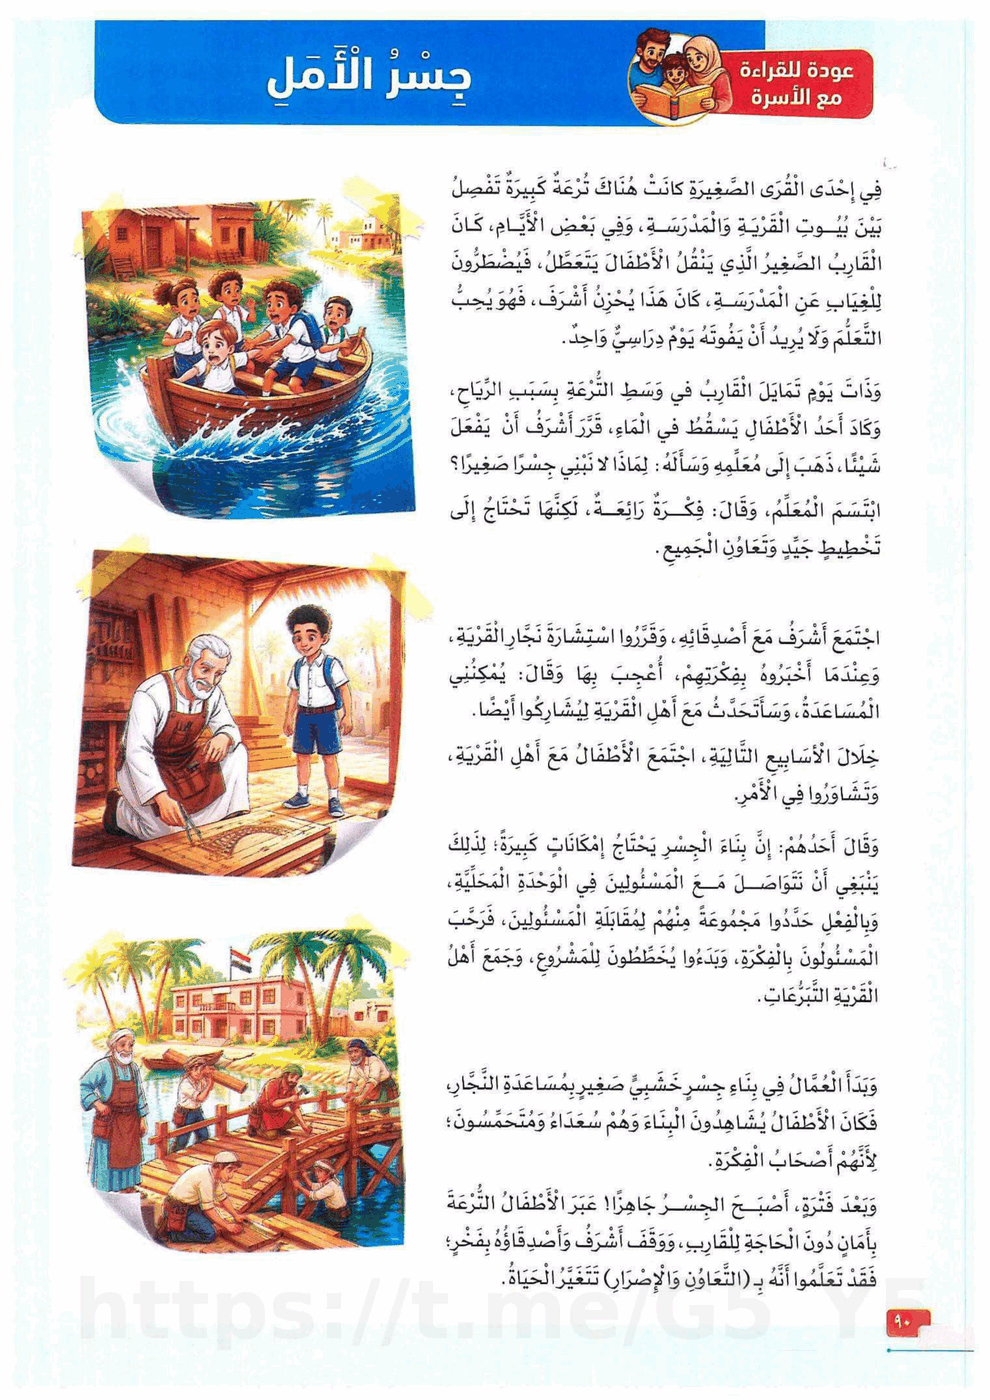 عودة للقراءة
مع الأسرة
جِسْرُ الْأَمَلِ
فِي إِحْدَى الْقُرَى الصَّغِيرَةِ كَانَتْ هُنَاكَ تُرْعَةٌ كَبِيرَةٌ تَفْصِلُ
بَيْنَ بُيُوتِ الْقَرْيَةِ وَالْمَدْرَسَةِ، وَفِي بَعْضِ الْأَيَّامِ، كَانَ
الْقَارِبُ الصَّغِيرُ الَّذِي يَنْقُلُ الْأَطْفَالَ يَتَعَطَّلُ، فَيُضْطَرُّونَ
لِلْغِيَابِ عَنِ الْمَدْرَسَةِ، كَانَ هَذَا يُحْزِنُ أَشْرَفَ، فَهُوَ يُحِبُّ
التَّعَلُّمَ وَلَا يُرِيدُ أَنْ يَفُوتَهُ يَوْمٌ دِرَاسِيٌّ وَاحِدٌ.
وَذَاتَ يَوْمٍ تَمَايَلَ الْقَارِبُ فِي وَسَطِ التُّرْعَةِ بِسَبَبِ الرِّيَاحِ،
وَكَادَ أَحَدُ الْأَطْفَالِ يَسْقُطُ فِي الْمَاءِ، قَرَّرَ أَشْرَفُ أَنْ يَفْعَلَ
شَيْئًا، ذَهَبَ إِلَى مُعَلِّمِهِ وَسَأَلَهُ: لِمَاذَا لَا نَبْنِي جِسْرًا صَغِيرًا؟
ابْتَسَمَ الْمُعَلِّمُ، وَقَالَ: فِكْرَةٌ رَائِعَةٌ، لَكِنَّهَا تَحْتَاجُ إِلَى
تَخْطِيطٍ جَيِّدٍ وَتَعَاوُنِ الْجَمِيعِ.
اجْتَمَعَ أَشْرَفُ مَعَ أَصْدِقَائِهِ، وَقَرَّرُوا اسْتِشَارَةَ نَجَّارِ الْقَرْيَةِ،
وَعِنْدَمَا أَخْبَرُوهُ بِفِكْرَتِهِمْ، أُعْجِبَ بِهَا وَقَالَ: يُمْكِنُنِي
الْمُسَاعَدَةُ، وَسَأَتَحَدَّثُ مَعَ أَهْلِ الْقَرْيَةِ لِيُشَارِكُوا أَيْضًا.
خِلَالَ الْأَسَابِيعِ التَّالِيَةِ، اجْتَمَعَ الْأَطْفَالُ مَعَ أَهْلِ الْقَرْيَةِ،
وَتَشَاوَرُوا فِي الْأَمْرِ.
وَقَالَ أَحَدُهُمْ: إِنَّ بِنَاءَ الْجِسْرِ يَحْتَاجُ إِمْكَانَاتٍ كَبِيرَةً؛ لِذَلِكَ
يَنْبَغِي أَنْ نَتَوَاصَلَ مَعَ الْمَسْئُولِينَ فِي الْوَحْدَةِ الْمَحَلِّيَّةِ،
وَبِالْفِعْلِ حَدَّدُوا مَجْمُوعَةً مِنْهُمْ لِمُقَابَلَةِ الْمَسْئُولِينَ، فَرَحَّبَ
الْمَسْئُولُونَ بِالْفِكْرَةِ، وَبَدَءُوا يُخَطِّطُونَ لِلْمَشْرُوعِ، وَجَمَعَ أَهْلُ
الْقَرْيَةِ التَّبَرُّعَاتِ.
وَبَدَأَ الْعُمَّالُ فِي بِنَاءِ جِسْرٍ خَشَبِيٍّ صَغِيرٍ بِمُسَاعَدَةِ النَّجَّارِ،
فَكَانَ الْأَطْفَالُ يُشَاهِدُونَ الْبِنَاءَ وَهُمْ سُعَدَاءُ وَمُتَحَمِّسُونَ؛
لِأَنَّهُمْ أَصْحَابُ الْفِكْرَةِ.
وَبَعْدَ فَتْرَةٍ، أَصْبَحَ الْجِسْرُ جَاهِزًا! عَبَرَ الْأَطْفَالُ التُّرْعَةَ
بِأَمَانٍ دُونَ الْحَاجَةِ لِلْقَارِبِ، وَوَقَفَ أَشْرَفُ وَأَصْدِقَاؤُهُ بِفَخْرٍ؛
فَقَدْ تَعَلَّمُوا أَنَّهُ بِـ (التَّعَاوُنِ وَالْإِصْرَارِ) تَتَغَيَّرُ الْحَيَاةُ.
https://t.me/G5_Y5
٩٠